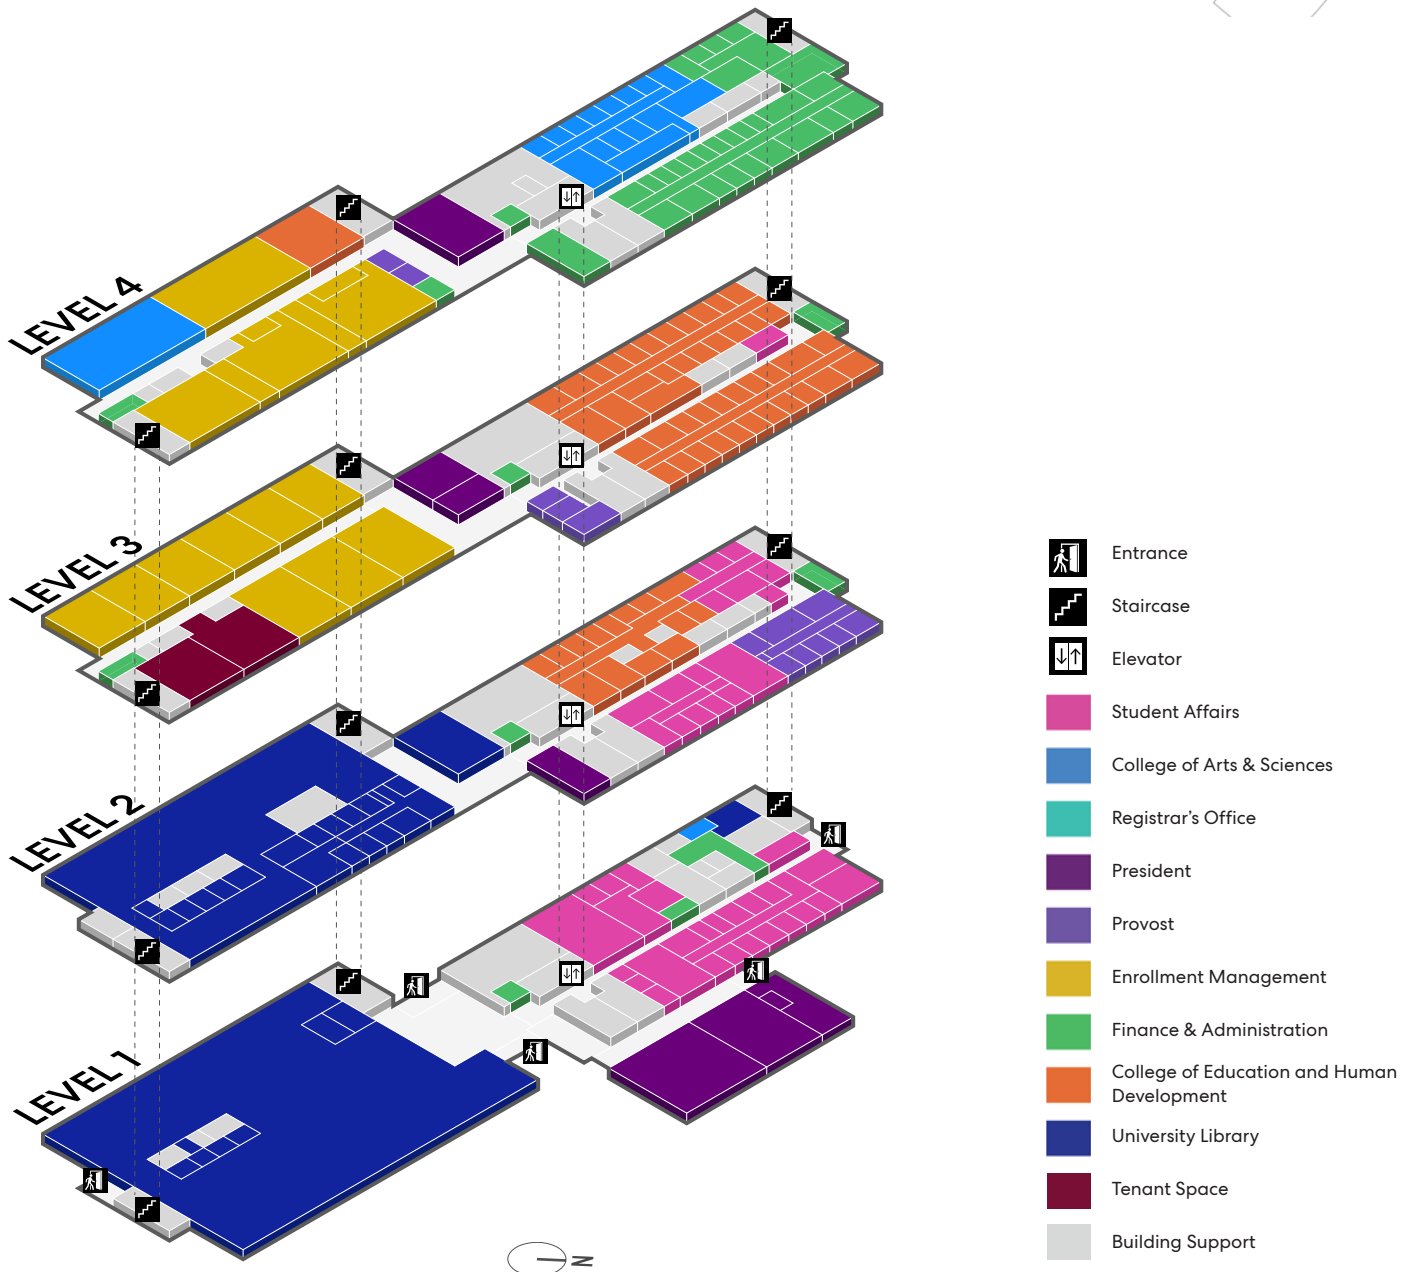 LEVEL 4
LEVEL 3
LEVEL 2
LEVEL 1
Entrance
Staircase
Elevator
Student Affairs
College of Arts & Sciences
Registrar's Office
President
Provost
Enrollment Management
Finance & Administration
College of Education and Human
Development
University Library
Tenant Space
Building Support
N